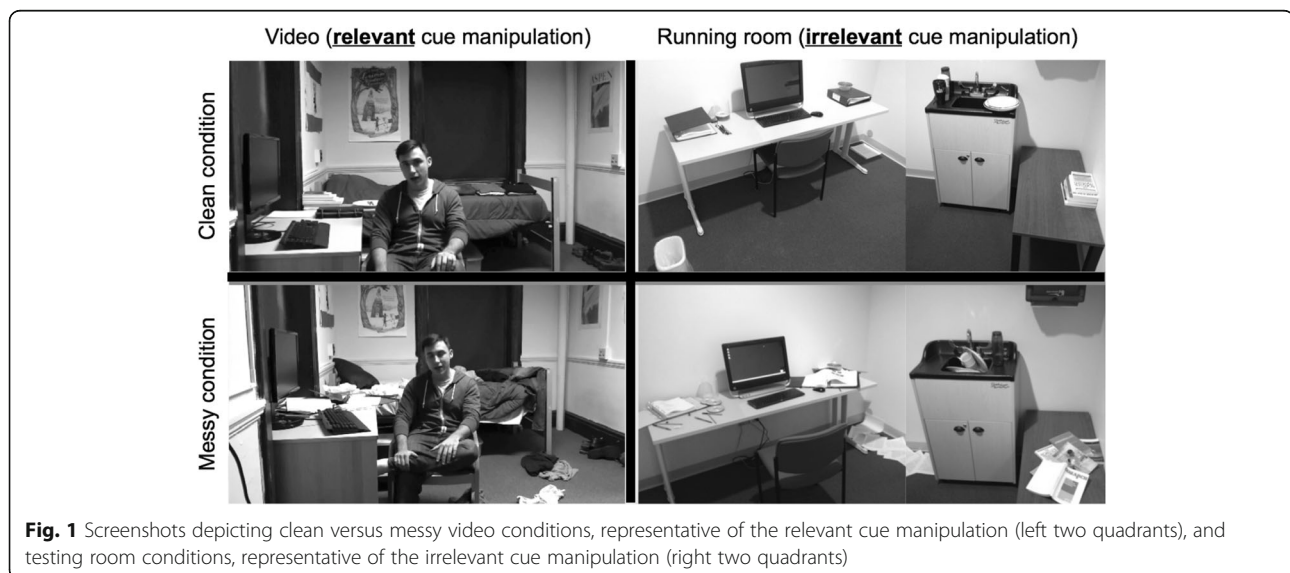 Video (relevant cue manipulation)
Running room (irrelevant cue manipulation)
Clean condition
ASPEN
Messy condition
Fig. 1 Screenshots depicting clean versus messy video conditions, representative of the relevant cue manipulation (left two quadrants), and
testing room conditions, representative of the irrelevant cue manipulation (right two quadrants)